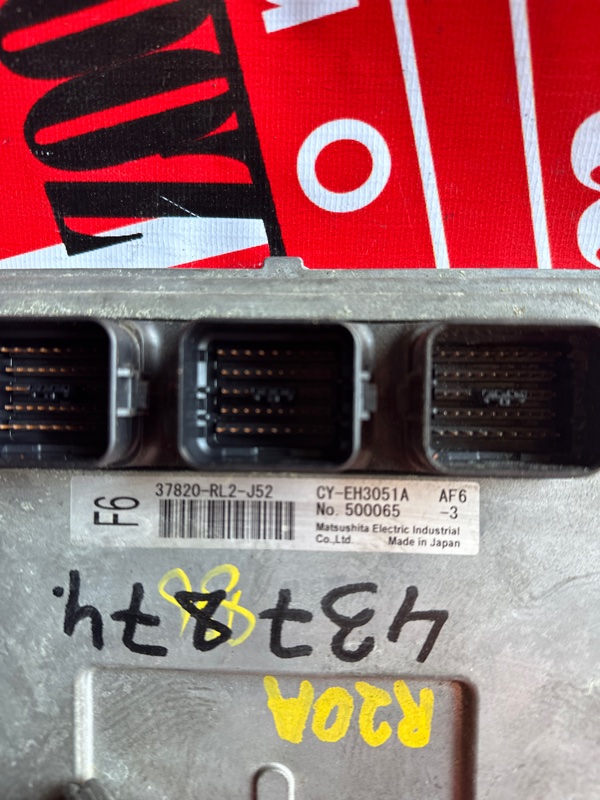 F6
37820-RL2-J52
CY-EH3051A AF6
No. 500065 -3
Matsushita Electric Industrial
Co.,Ltd. Made in Japan
437874
R20A